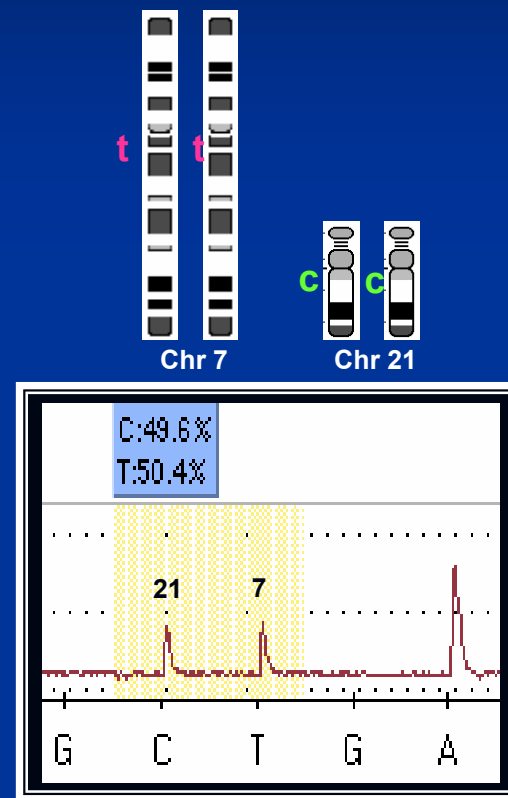 t t
c c
Chr 7 Chr 21
C:49.6%
T:50.4%
21 7
G C T G A